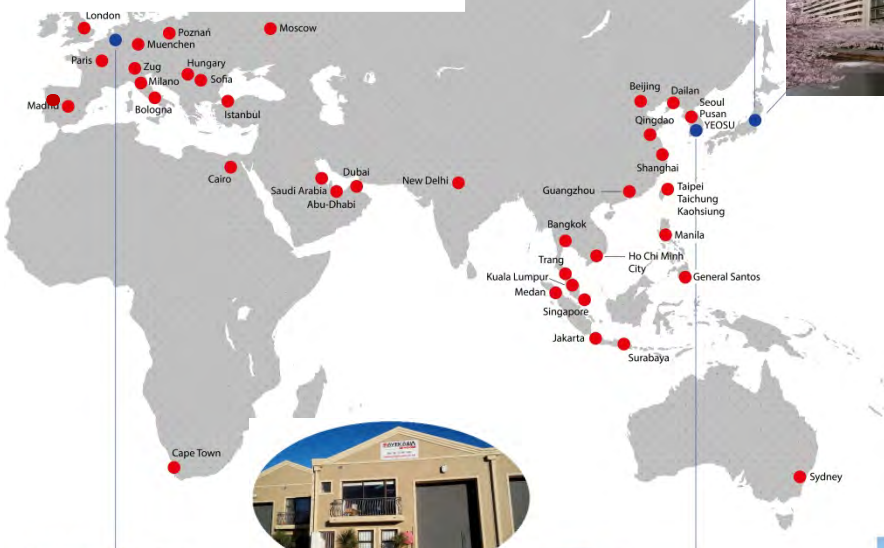 London
Poznań
Moscow
Muenchen
Paris
Zug
Hungary
Milano
Sofia
Madrid
Bologna
Istanbul
Beijing
Dailan
Seoul
Pusan
YEOSU
Qingdao
Shanghai
Cairo
Dubai
Saudi Arabia
Abu-Dhabi
New Delhi
Guangzhou
Taipei
Taichung
Kaohsiung
Bangkok
Manila
Trang
Ho Chi Minh
City
Kuala Lumpur
General Santos
Medan
Singapore
Jakarta
Surabaya
Cape Town
Sydney